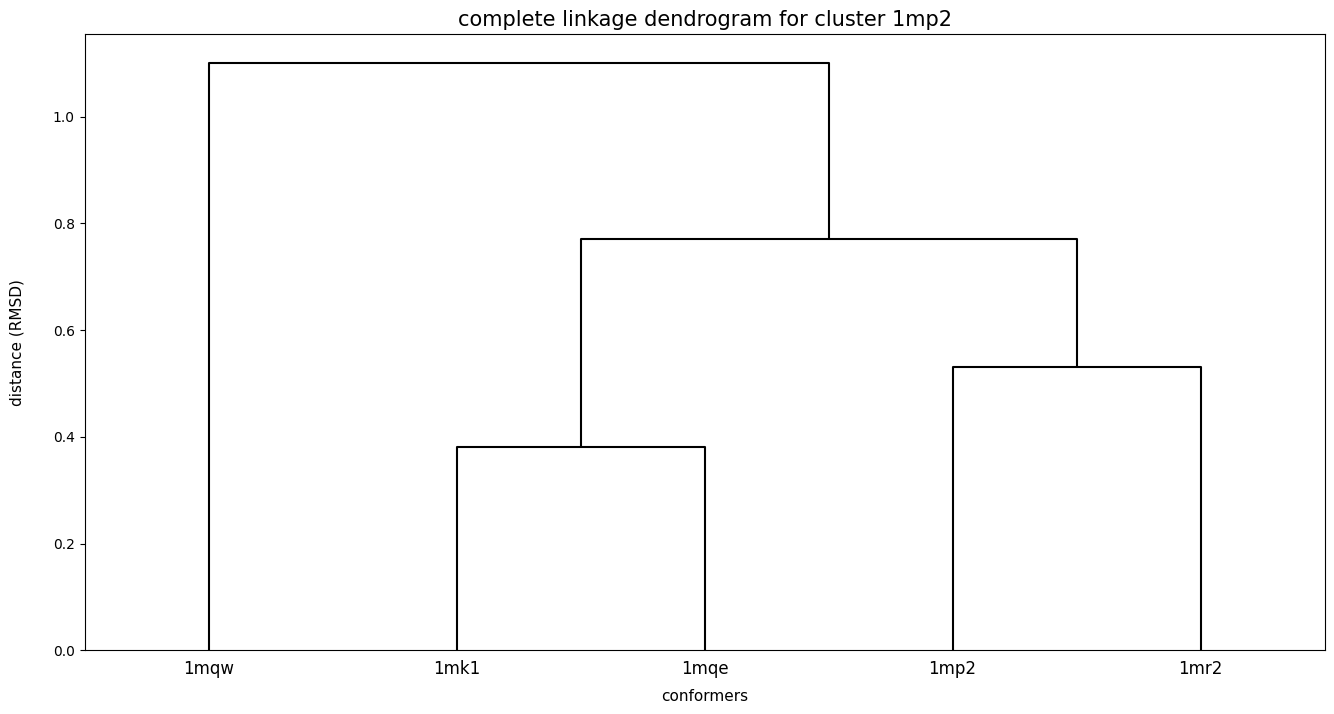 complete linkage dendrogram for cluster 1mp2
1.0
0.8
0.6
0.4
0.2
0.0
distance (RMSD)
1mqw 1mk1 1mqe 1mp2 1mr2
conformers